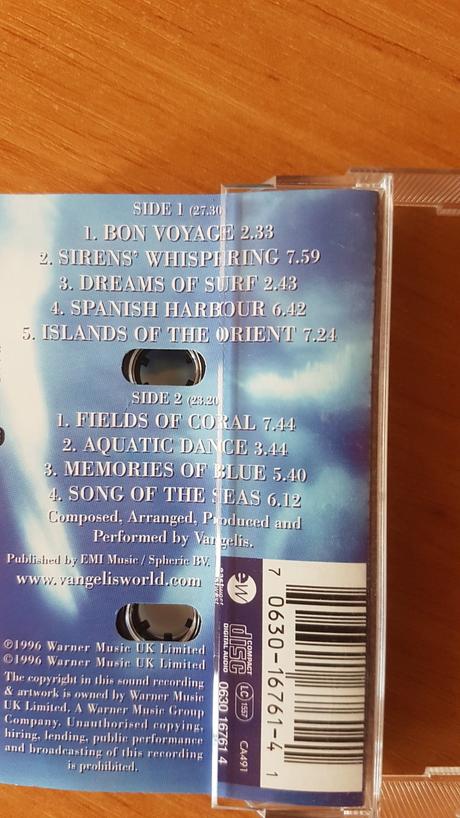 SIDE 1 (27.30)
1. BON VOYAGE 2.33
2. SIRENS' WHISPERING 7.59
3. DREAMS OF SURF 2.43
4. SPANISH HARBOUR 6.42
5. ISLANDS OF THE ORIENT 7.24
SIDE 2 (23.20)
1. FIELDS OF CORAL 7.44
2. AQUATIC DANCE 3.44
3. MEMORIES OF BLUE 5.40
4. SONG OF THE SEAS 6.12
Composed, Arranged, Produced and
Performed by Vangelis.
Published by EMI Music / Spheric BV.
www.vangelisworld.com
℗1996 Warner Music UK Limited
©1996 Warner Music UK Limited
The copyright in this sound recording
& artwork is owned by Warner Music
UK Limited. A Warner Music Group
Company. Unauthorised copying,
hiring, lending, public performance
and broadcasting of this recording
is prohibited.
ew
COMPACT
disc
DIGITAL AUDIO
LC
1557
0630 16761 4
CA491
7 0630-16761-4 1